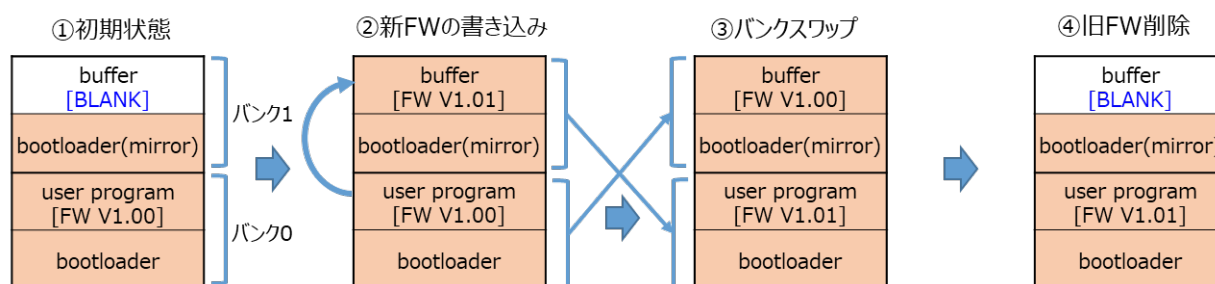 ①初期状態
buffer
[BLANK]
bootloader(mirror)
user program
[FW V1.00]
bootloader
バンク1
バンク0
②新FWの書き込み
buffer
[FW V1.01]
bootloader(mirror)
user program
[FW V1.00]
bootloader
③バンクスワップ
buffer
[FW V1.00]
bootloader(mirror)
user program
[FW V1.01]
bootloader
④旧FW削除
buffer
[BLANK]
bootloader(mirror)
user program
[FW V1.01]
bootloader